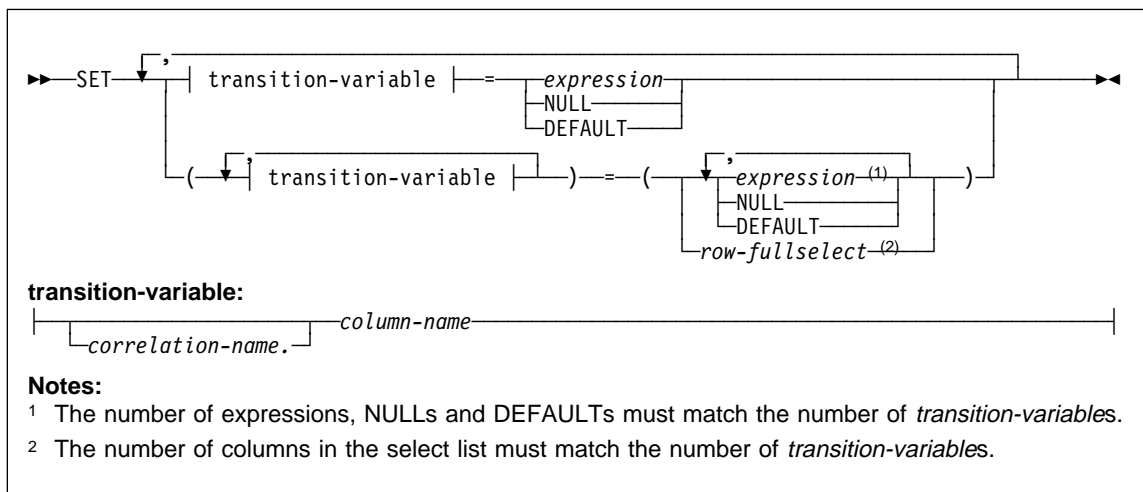 ,
SET transition-variable = expression
NULL
DEFAULT
, ,
( transition-variable ) = ( expression (1) )
NULL
DEFAULT
row-fullselect (2)
transition-variable:
column-name
correlation-name.
Notes:
1 The number of expressions, NULLs and DEFAULTs must match the number of transition-variables.
2 The number of columns in the select list must match the number of transition-variables.